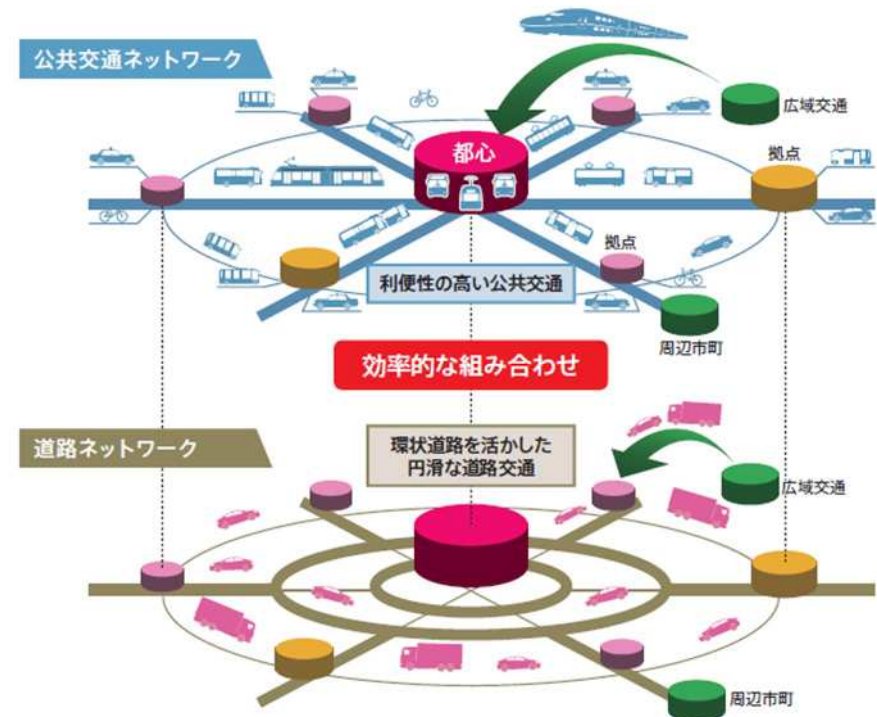 公共交通ネットワーク
広域交通
都心
拠点
拠点
利便性の高い公共交通
周辺市町
効率的な組み合わせ
道路ネットワーク
環状道路を活かした
円滑な道路交通
広域交通
周辺市町